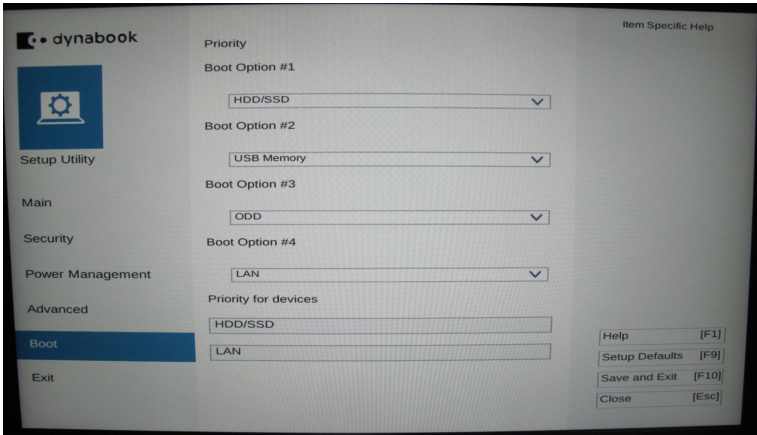 dynabook
Setup Utility
Main
Security
Power Management
Advanced
Boot
Exit
Priority
Boot Option #1
HDD/SSD
Boot Option #2
USB Memory
Boot Option #3
ODD
Boot Option #4
LAN
Priority for devices
HDD/SSD
LAN
Item Specific Help
Help [F1]
Setup Defaults [F9]
Save and Exit [F10]
Close [Esc]